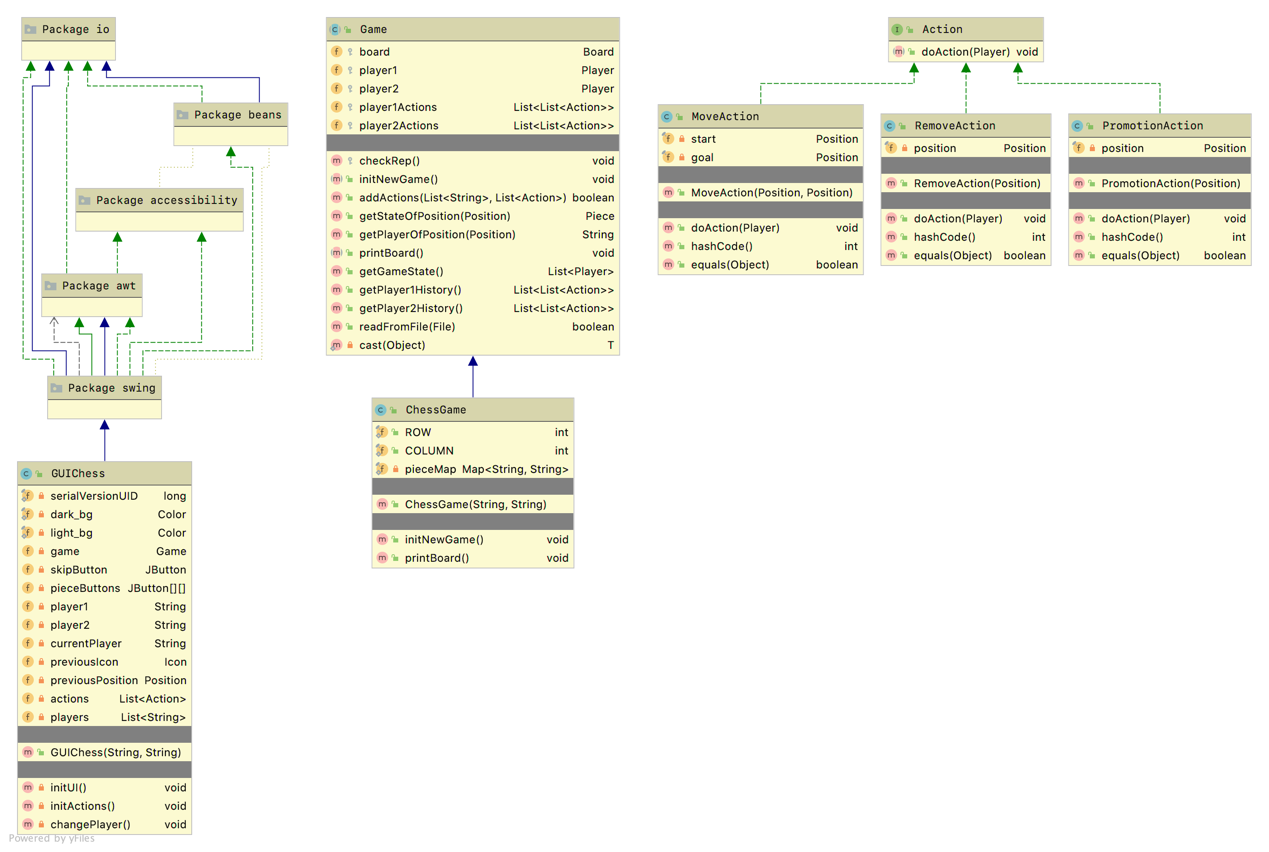 Package io
Package beans
Package accessibility
Package awt
Package swing
GUIChess
serialVersionUID long
dark_bg Color
light_bg Color
game Game
skipButton JButton
pieceButtons JButton[][]
player1 String
player2 String
currentPlayer String
previousIcon Icon
previousPosition Position
actions List<Action>
players List<String>
GUIChess(String, String)
initUI() void
initActions() void
changePlayer() void
Game
board Board
player1 Player
player2 Player
player1Actions List<List<Action>>
player2Actions List<List<Action>>
checkRep() void
initNewGame() void
addActions(List<String>, List<Action>) boolean
getStateOfPosition(Position) Piece
getPlayerOfPosition(Position) String
printBoard() void
getGameState() List<Player>
getPlayer1History() List<List<Action>>
getPlayer2History() List<List<Action>>
readFromFile(File) boolean
cast(Object) T
ChessGame
ROW int
COLUMN int
pieceMap Map<String, String>
ChessGame(String, String)
initNewGame() void
printBoard() void
Action
doAction(Player) void
MoveAction
start Position
goal Position
MoveAction(Position, Position)
doAction(Player) void
hashCode() int
equals(Object) boolean
RemoveAction
position Position
RemoveAction(Position)
doAction(Player) void
hashCode() int
equals(Object) boolean
PromotionAction
position Position
PromotionAction(Position)
doAction(Player) void
hashCode() int
equals(Object) boolean
Powered by yFiles